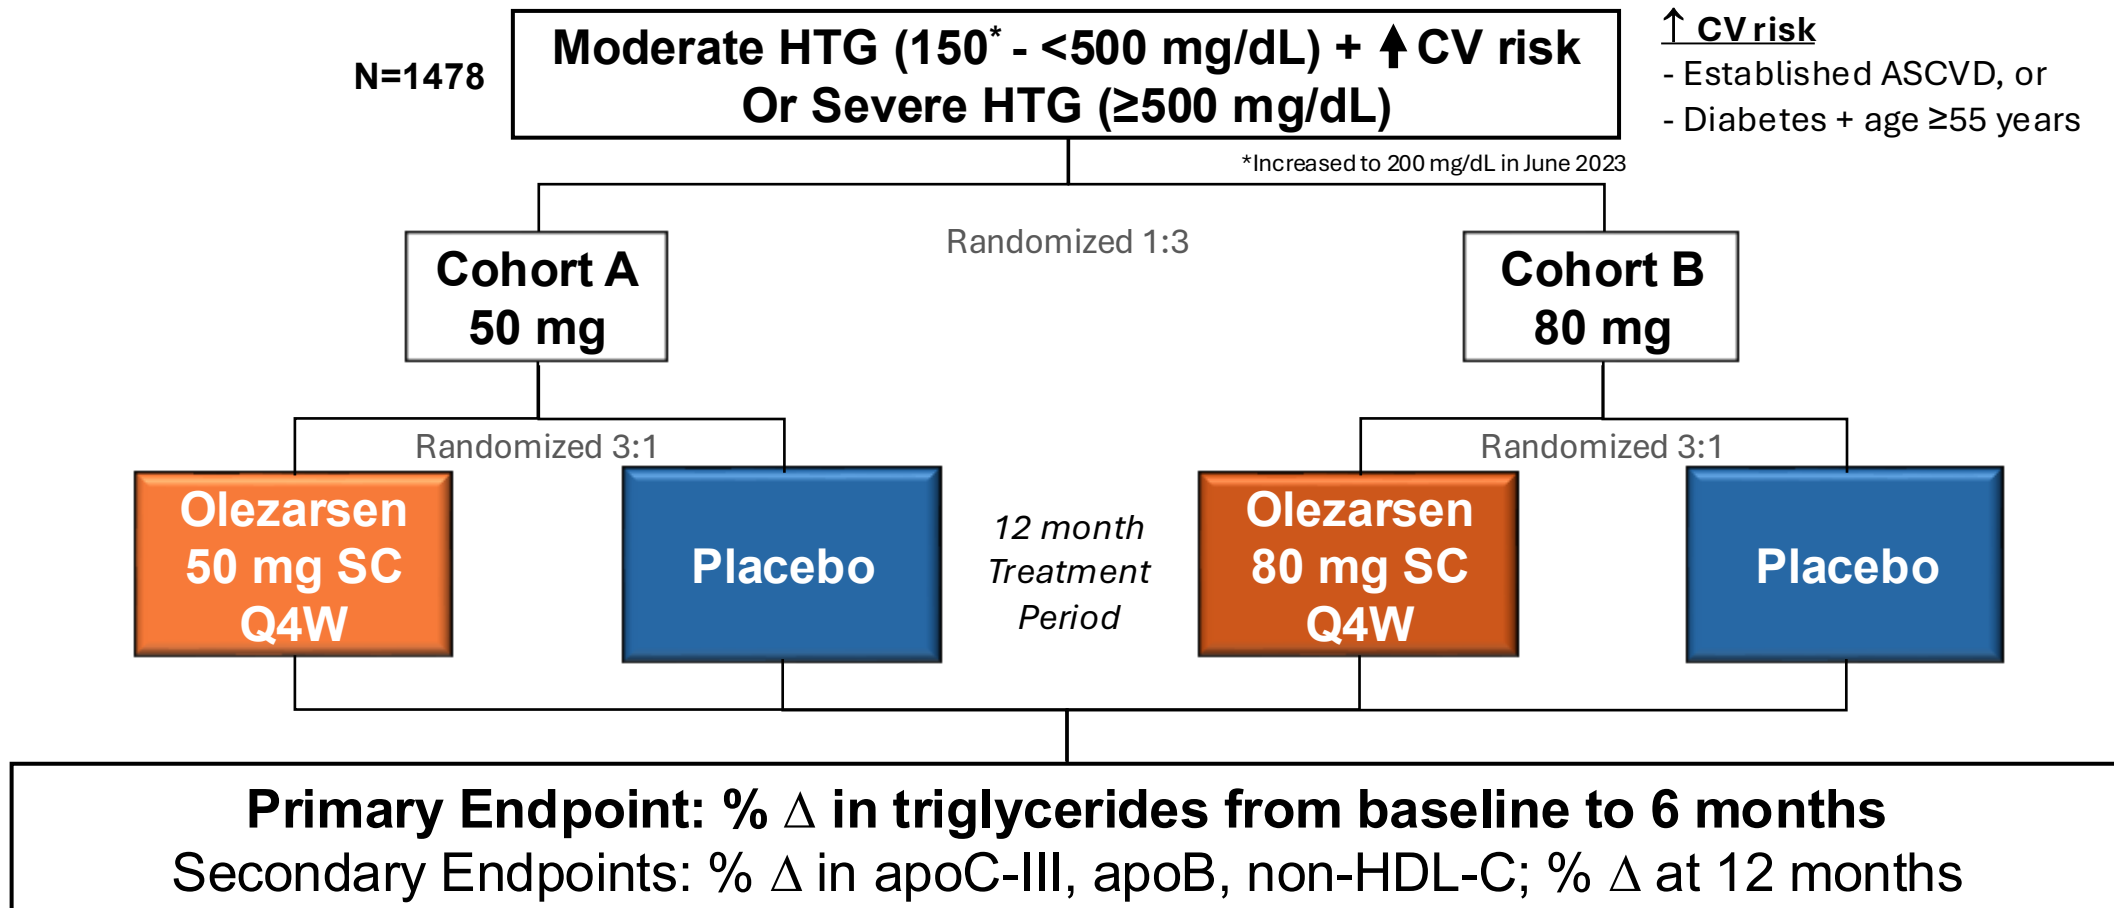 N=1478
Moderate HTG (150* - <500 mg/dL) + ⬆ CV risk
Or Severe HTG (≥500 mg/dL)
↑ CV risk
- Established ASCVD, or
- Diabetes + age ≥55 years
*Increased to 200 mg/dL in June 2023
Randomized 1:3
Cohort A
50 mg
Cohort B
80 mg
Randomized 3:1
Randomized 3:1
Olezarsen
50 mg SC
Q4W
Placebo
12 month
Treatment
Period
Olezarsen
80 mg SC
Q4W
Placebo
Primary Endpoint: % Δ in triglycerides from baseline to 6 months
Secondary Endpoints: % Δ in apoC-III, apoB, non-HDL-C; % Δ at 12 months